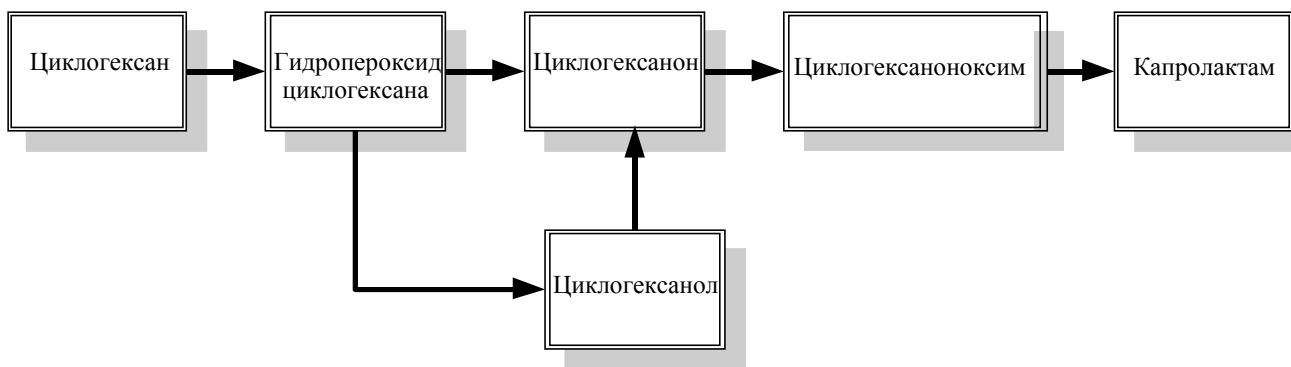 Циклогексан
Гидропероксид
циклогексана
Циклогексанон
Циклогексаноноксим
Капролактам
Циклогексанол